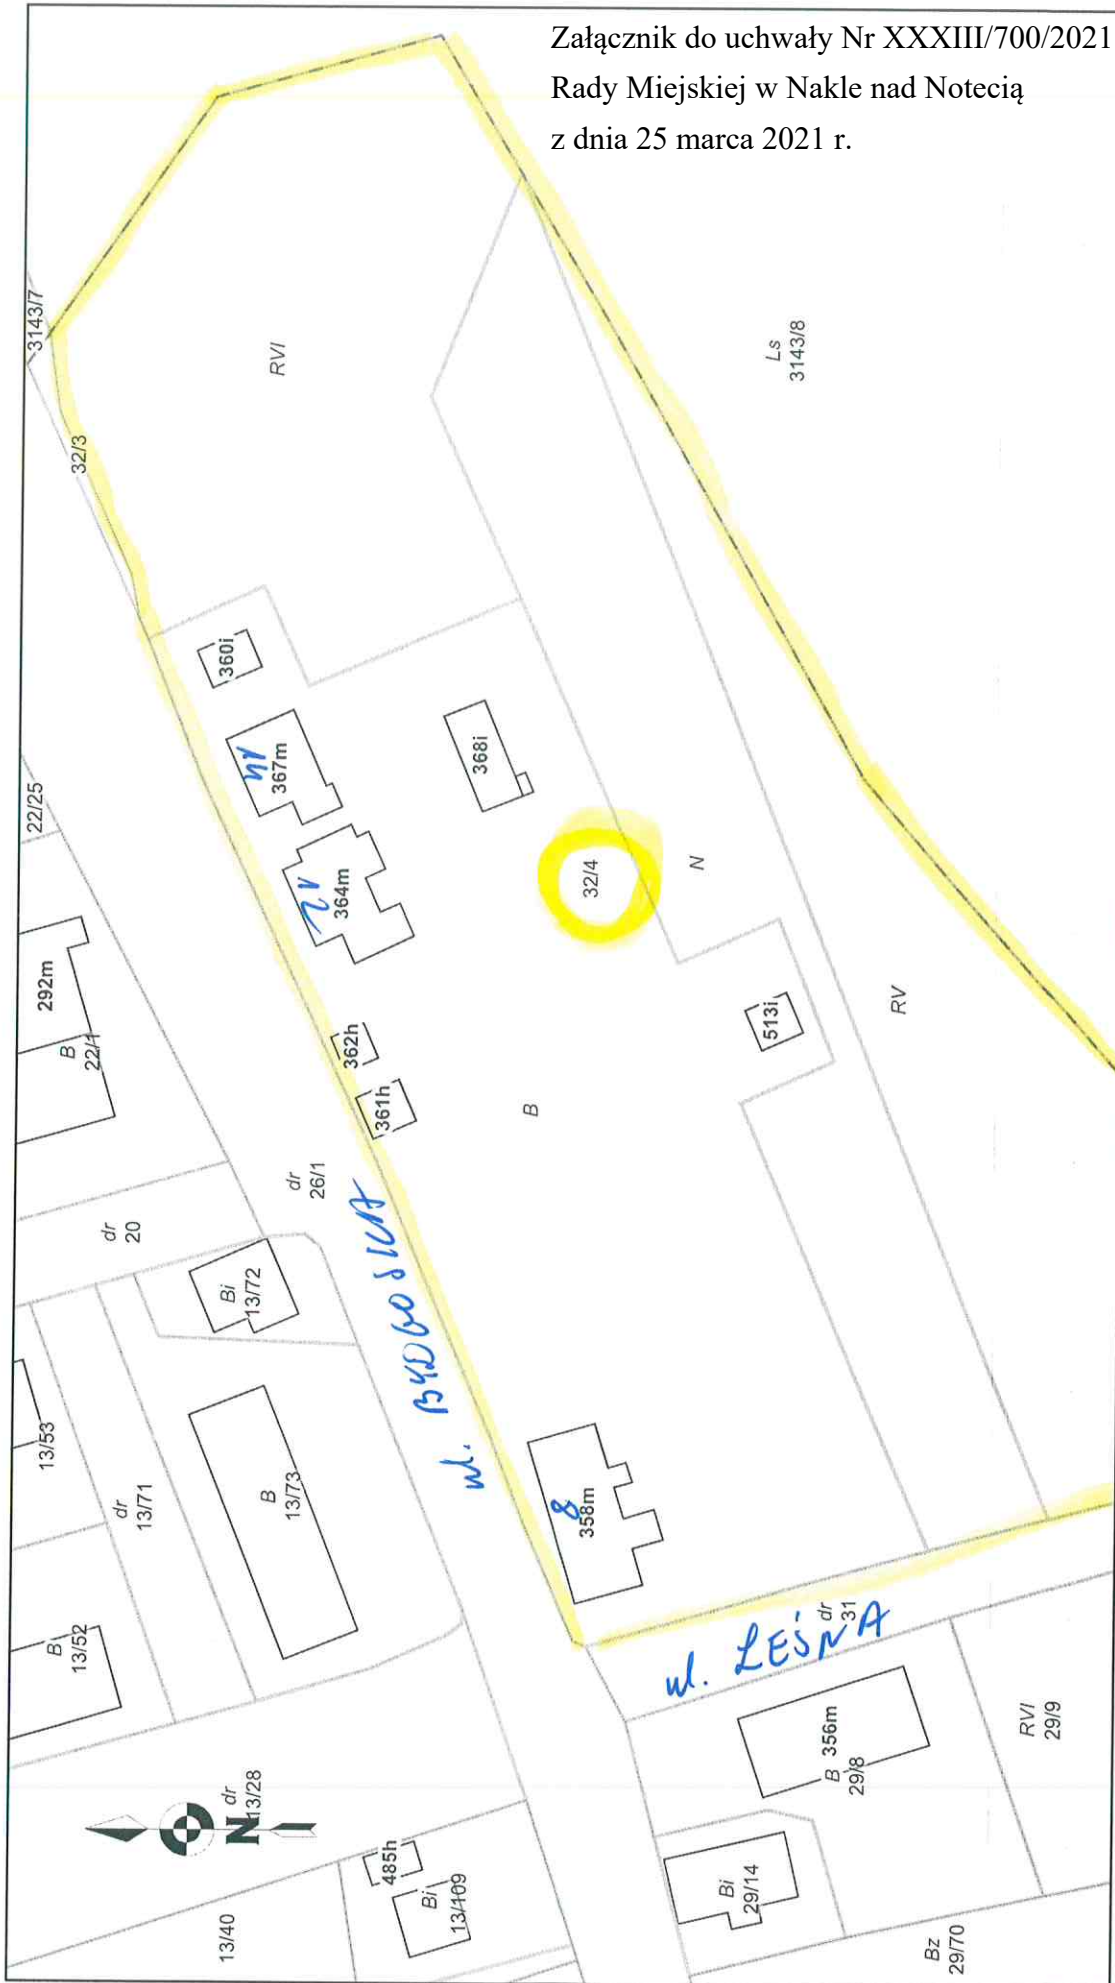 Załącznik do uchwały Nr XXXIII/700/2021
Rady Miejskiej w Nakle nad Notecią
z dnia 25 marca 2021 r.
3143/7
32/3
RVI
Ls
3143/8
360i
22/25
367m
368i
364m
32/4
N
292m
B
22/1
362h
361h
513i
RV
B
dr
26/1
dr
20
Bi
13/72
ul. BYDGOSKA
13/53
dr
13/71
B
13/73
8
358m
B
13/52
dr
31
ul. LEŚNA
356m
B
29/8
RVI
29/9
dr
13/28
N
485h
Bi
13/109
13/40
Bi
29/14
Bz
29/70